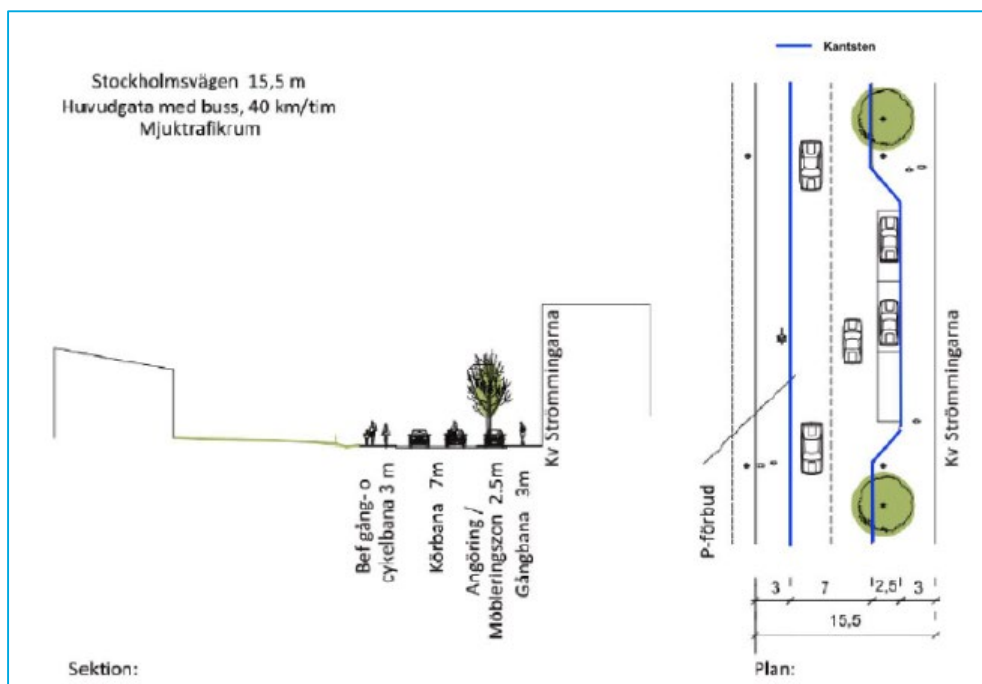 Stockholmsvägen 15,5 m
Huvudgata med buss, 40 km/tim
Mjuktrafikrum
Kantsten
Kv Strömmingarna
Bef gång- o
cykelbana 3 m
Körbana 7m
Angöring /
Möbleringszon 2.5m
Gångbana 3m
P-förbud
Kv Strömmingarna
3 7 2,5 3
15,5
Sektion:
Plan: